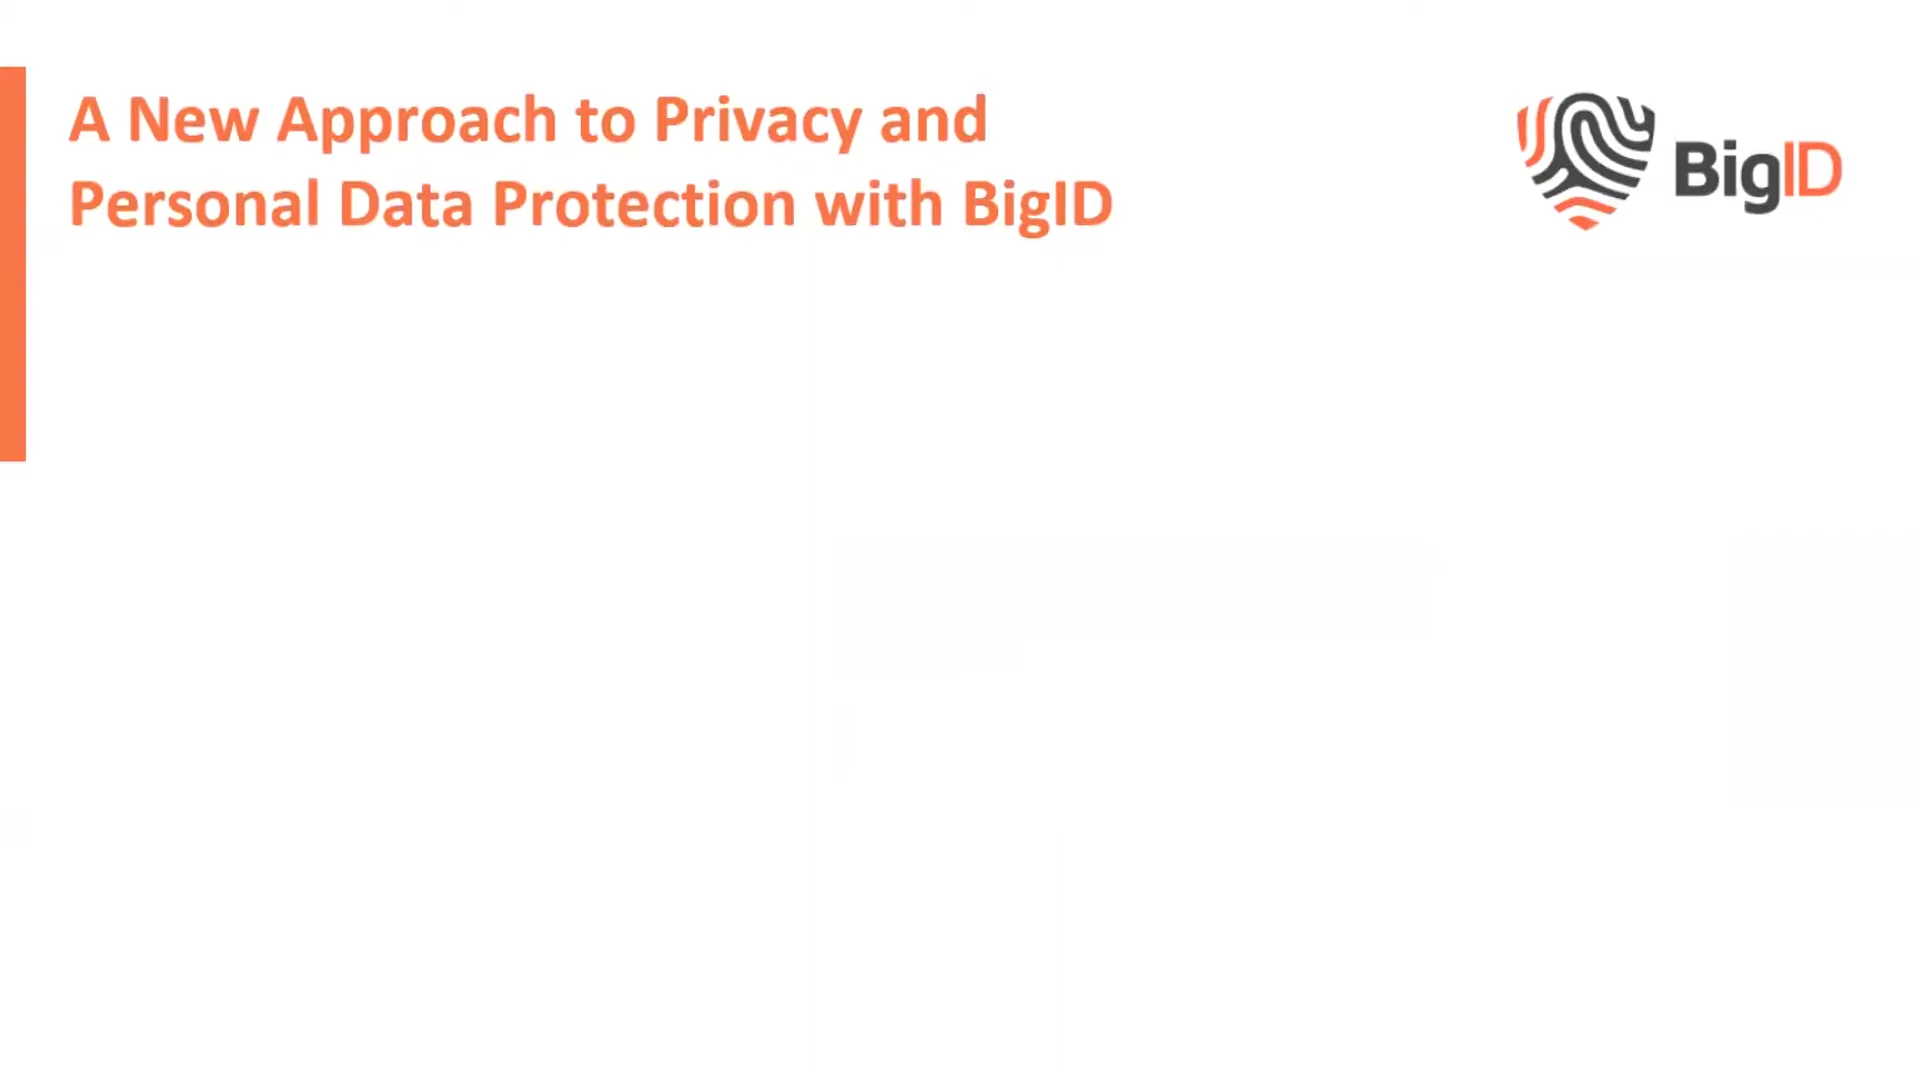 A New Approach to Privacy and
Personal Data Protection with BigID
BigID